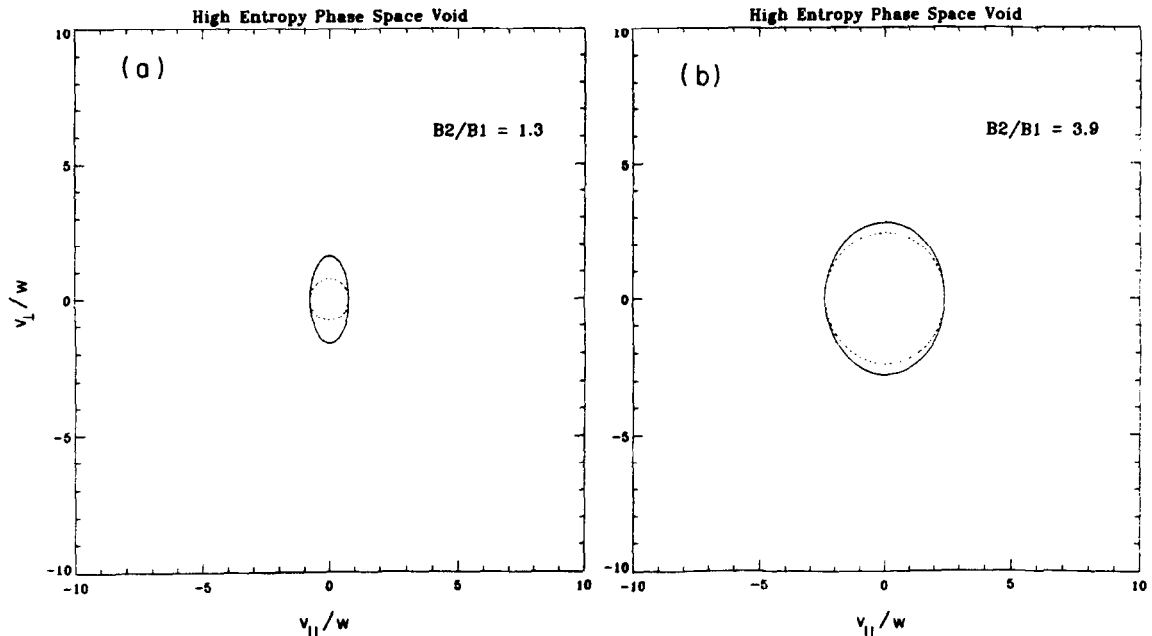 High Entropy Phase Space Void
(a)
B2/B1 = 1.3
10
5
0
-5
-10
-10
-5
0
5
10
v⊥/w
v||/w
High Entropy Phase Space Void
(b)
B2/B1 = 3.9
10
5
0
-5
-10
-10
-5
0
5
10
v||/w